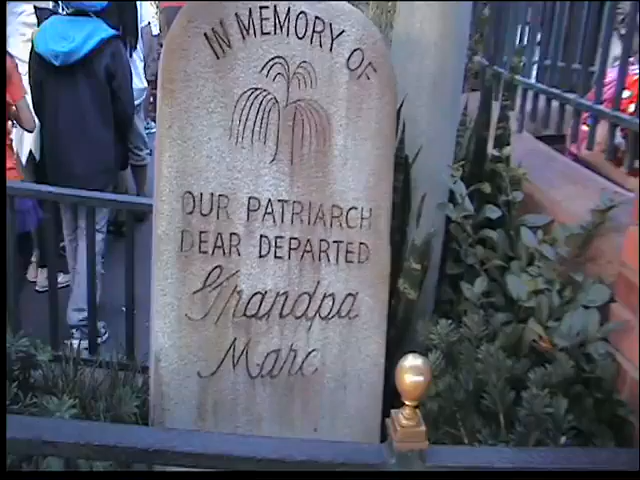 IN MEMORY OF
OUR PATRIARCH
DEAR DEPARTED
Grandpa
Marc